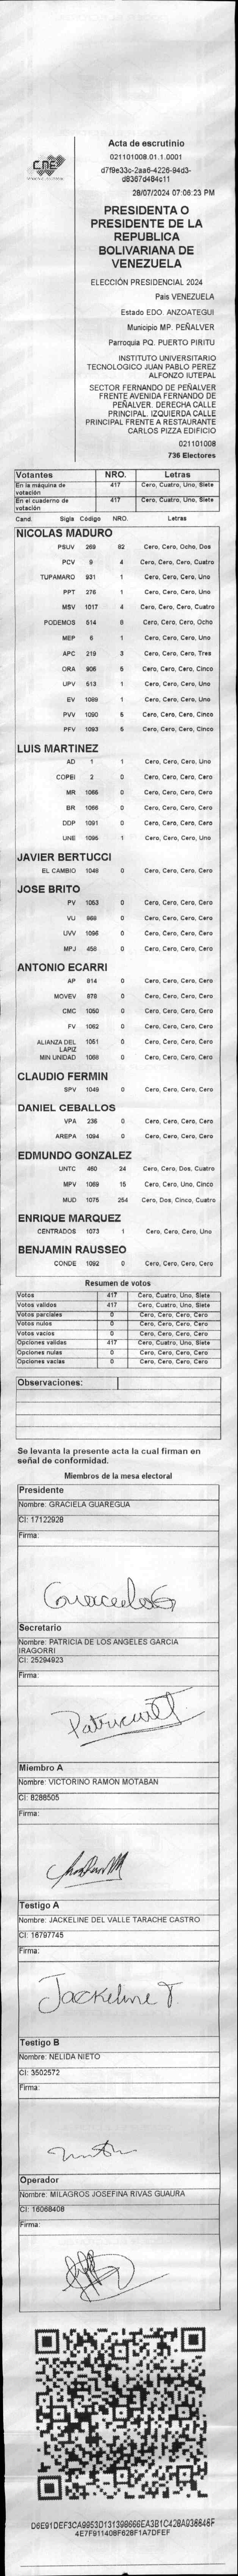 Acta de escrutinio
021101008.01.1.0001
d7f9e33c-2aa6-4226-94d3-
d8367d484c11
28/07/2024 07:06:23 PM
CNE
PRESIDENTA O
PRESIDENTE DE LA
REPUBLICA
BOLIVARIANA DE
VENEZUELA
ELECCIÓN PRESIDENCIAL 2024
Pais VENEZUELA
Estado EDO. ANZOATEGUI
Municipio MP. PEÑALVER
Parroquia PQ. PUERTO PIRITU
INSTITUTO UNIVERSITARIO
TECNOLOGICO JUAN PABLO PEREZ
ALFONZO IUTEPAL
SECTOR FERNANDO DE PEÑALVER
FRENTE AVENIDA FERNANDO DE
PEÑALVER. DERECHA CALLE
PRINCIPAL. IZQUIERDA CALLE
PRINCIPAL FRENTE A RESTAURANTE
CARLOS PIZZA EDIFICIO
021101008
736 Electores
Votantes NRO. Letras
En la máquina de votación 417 Cero, Cuatro, Uno, Siete
En el cuaderno de votación 417 Cero, Cuatro, Uno, Siete
Cand. Sigla Código NRO. Letras
NICOLAS MADURO
PSUV 269 82 Cero, Cero, Ocho, Dos
PCV 9 4 Cero, Cero, Cero, Cuatro
TUPAMARO 931 1 Cero, Cero, Cero, Uno
PPT 276 1 Cero, Cero, Cero, Uno
MSV 1017 4 Cero, Cero, Cero, Cuatro
PODEMOS 514 8 Cero, Cero, Cero, Ocho
MEP 6 1 Cero, Cero, Cero, Uno
APC 219 3 Cero, Cero, Cero, Tres
ORA 906 5 Cero, Cero, Cero, Cinco
UPV 513 1 Cero, Cero, Cero, Uno
EV 1089 1 Cero, Cero, Cero, Uno
PVV 1090 5 Cero, Cero, Cero, Cinco
PFV 1093 5 Cero, Cero, Cero, Cinco
LUIS MARTINEZ
AD 1 1 Cero, Cero, Cero, Uno
COPEI 2 0 Cero, Cero, Cero, Cero
MR 1065 0 Cero, Cero, Cero, Cero
BR 1066 0 Cero, Cero, Cero, Cero
DDP 1091 0 Cero, Cero, Cero, Cero
UNE 1095 1 Cero, Cero, Cero, Uno
JAVIER BERTUCCI
EL CAMBIO 1048 0 Cero, Cero, Cero, Cero
JOSE BRITO
PV 1053 0 Cero, Cero, Cero, Cero
VU 868 0 Cero, Cero, Cero, Cero
UVV 1096 0 Cero, Cero, Cero, Cero
MPJ 456 0 Cero, Cero, Cero, Cero
ANTONIO ECARRI
AP 814 0 Cero, Cero, Cero, Cero
MOVEV 978 0 Cero, Cero, Cero, Cero
CMC 1050 0 Cero, Cero, Cero, Cero
FV 1062 0 Cero, Cero, Cero, Cero
ALIANZA DEL LAPIZ 1051 0 Cero, Cero, Cero, Cero
MIN UNIDAD 1068 0 Cero, Cero, Cero, Cero
CLAUDIO FERMIN
SPV 1049 0 Cero, Cero, Cero, Cero
DANIEL CEBALLOS
VPA 236 0 Cero, Cero, Cero, Cero
AREPA 1094 0 Cero, Cero, Cero, Cero
EDMUNDO GONZALEZ
UNTC 460 24 Cero, Cero, Dos, Cuatro
MPV 1069 15 Cero, Cero, Uno, Cinco
MUD 1075 254 Cero, Dos, Cinco, Cuatro
ENRIQUE MARQUEZ
CENTRADOS 1073 1 Cero, Cero, Cero, Uno
BENJAMIN RAUSSEO
CONDE 1092 0 Cero, Cero, Cero, Cero
Resumen de votos
Votos 417 Cero, Cuatro, Uno, Siete
Votos validos 417 Cero, Cuatro, Uno, Siete
Votos parciales 0 Cero, Cero, Cero, Cero
Votos nulos 0 Cero, Cero, Cero, Cero
Votos vacios 0 Cero, Cero, Cero, Cero
Opciones validas 417 Cero, Cuatro, Uno, Siete
Opciones nulas 0 Cero, Cero, Cero, Cero
Opciones vacias 0 Cero, Cero, Cero, Cero
Observaciones:
Se levanta la presente acta la cual firman en
señal de conformidad.
Miembros de la mesa electoral
Presidente
Nombre: GRACIELA GUAREGUA
CI: 17122928
Firma:
Secretario
Nombre: PATRICIA DE LOS ANGELES GARCIA
IRAGORRI
CI: 25294923
Firma:
Miembro A
Nombre: VICTORINO RAMON MOTABAN
CI: 8288505
Firma:
Testigo A
Nombre: JACKELINE DEL VALLE TARACHE CASTRO
CI: 16797745
Firma:
Jackeline T.
Testigo B
Nombre: NELIDA NIETO
CI: 3502572
Firma:
Operador
Nombre: MILAGROS JOSEFINA RIVAS GUAURA
CI: 16068408
Firma:
D6E91DEF3CA9953D131398666EA3B1C428A936846F
4E7F911408F628F1A7DFEF